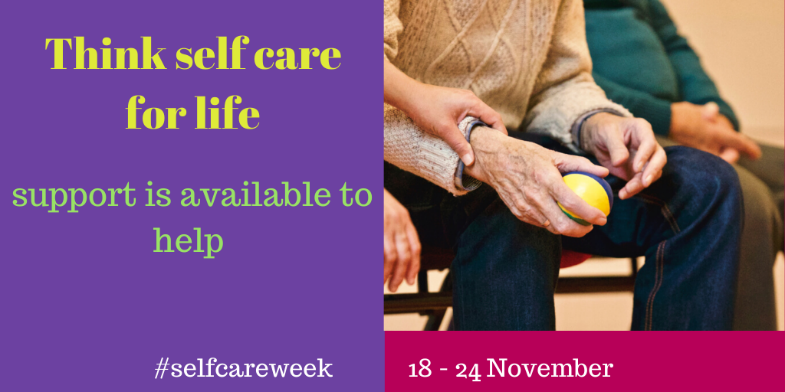 Think self care
for life
support is available to
help
#selfcareweek
18 - 24 November